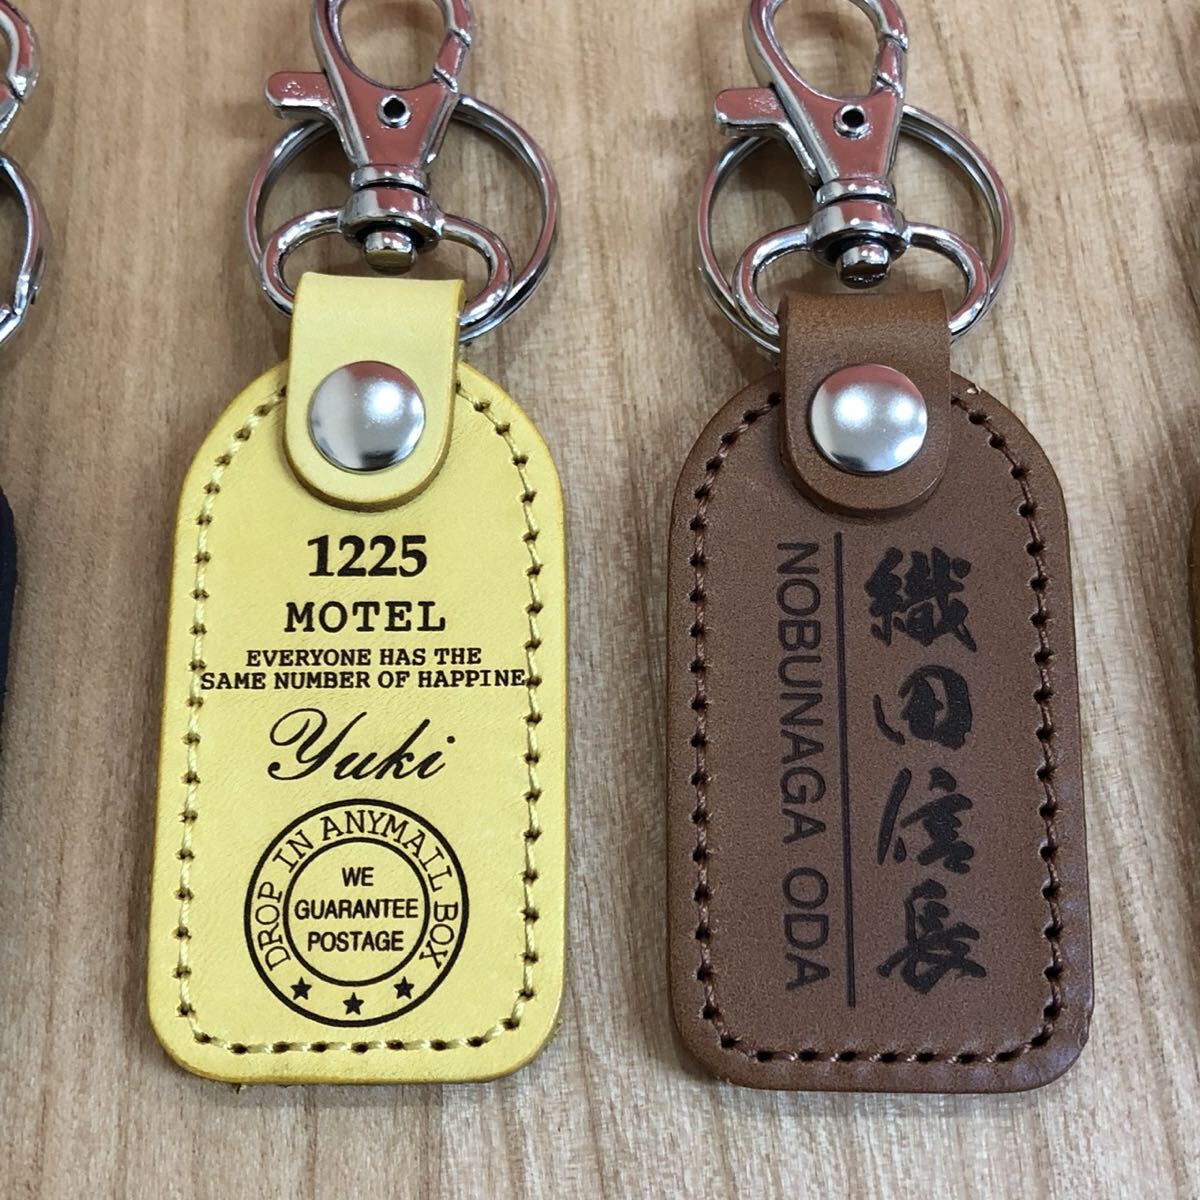 1225
MOTEL
EVERYONE HAS THE
SAME NUMBER OF HAPPINE
Yuki
DROP IN ANYMAIL BOX
WE
GUARANTEE
POSTAGE
織田信長
NOBUNAGA ODA